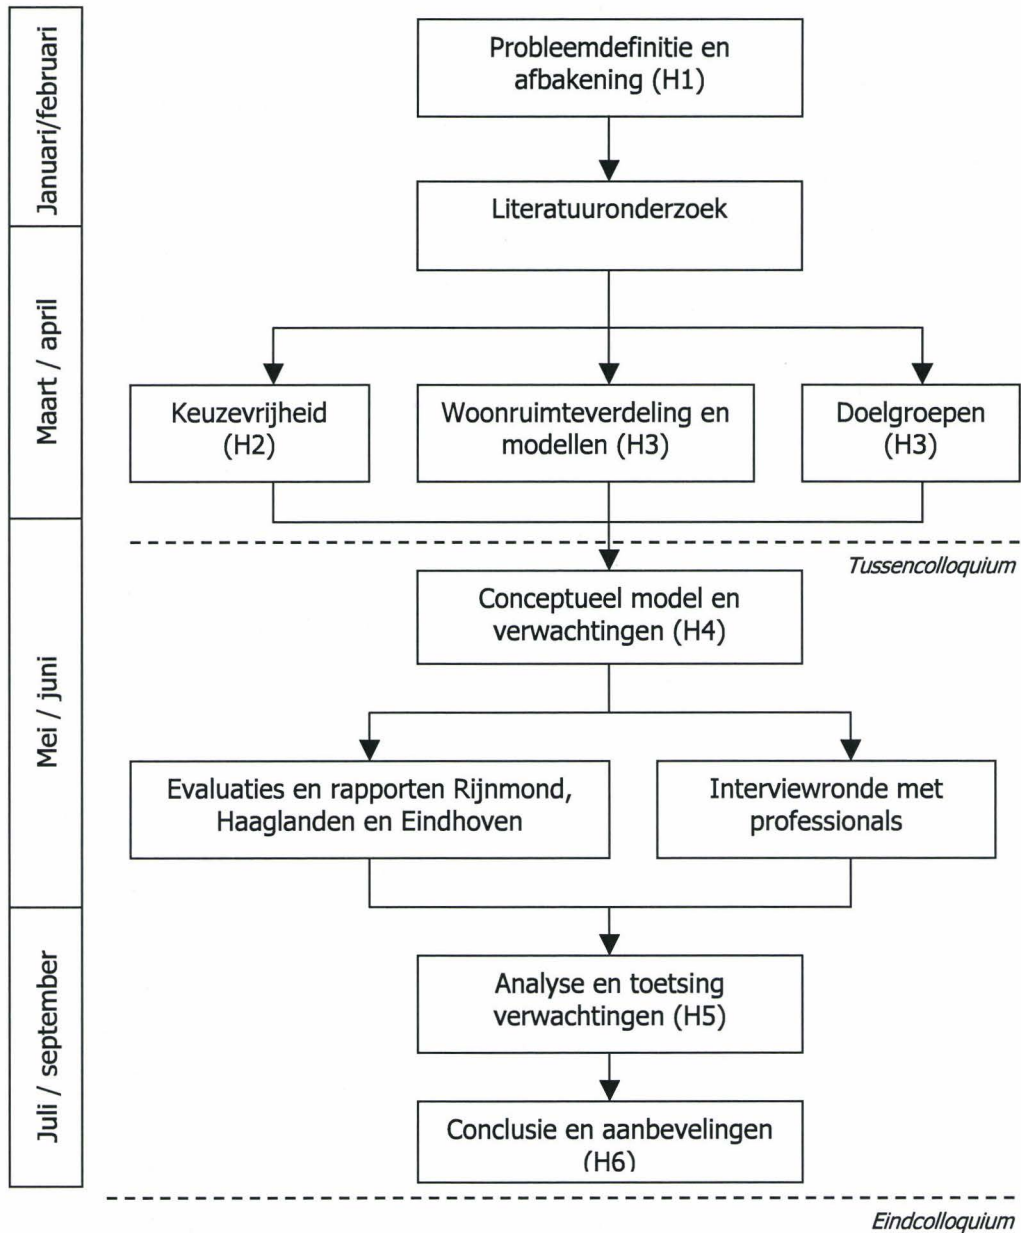 Januari/februari
Probleemdefinitie en
afbakening (H1)
Literatuuronderzoek
Maart / april
Keuzevrijheid
(H2)
Woonruimteverdeling en
modellen (H3)
Doelgroepen
(H3)
Tussencolloquium
Mei / juni
Conceptueel model en
verwachtingen (H4)
Evaluaties en rapporten Rijnmond,
Haaglanden en Eindhoven
Interviewronde met
professionals
Juli / september
Analyse en toetsing
verwachtingen (H5)
Conclusie en aanbevelingen
(H6)
Eindcolloquium